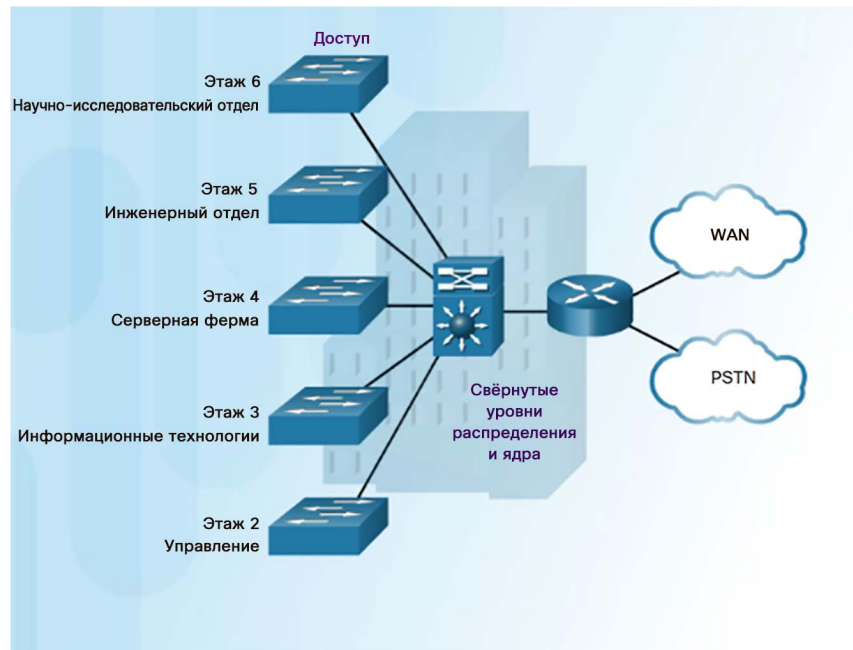 Доступ
Этаж 6
Научно-исследовательский отдел
Этаж 5
Инженерный отдел
Этаж 4
Серверная ферма
Этаж 3
Информационные технологии
Этаж 2
Управление
Свёрнутые
уровни
распределения
и ядра
WAN
PSTN